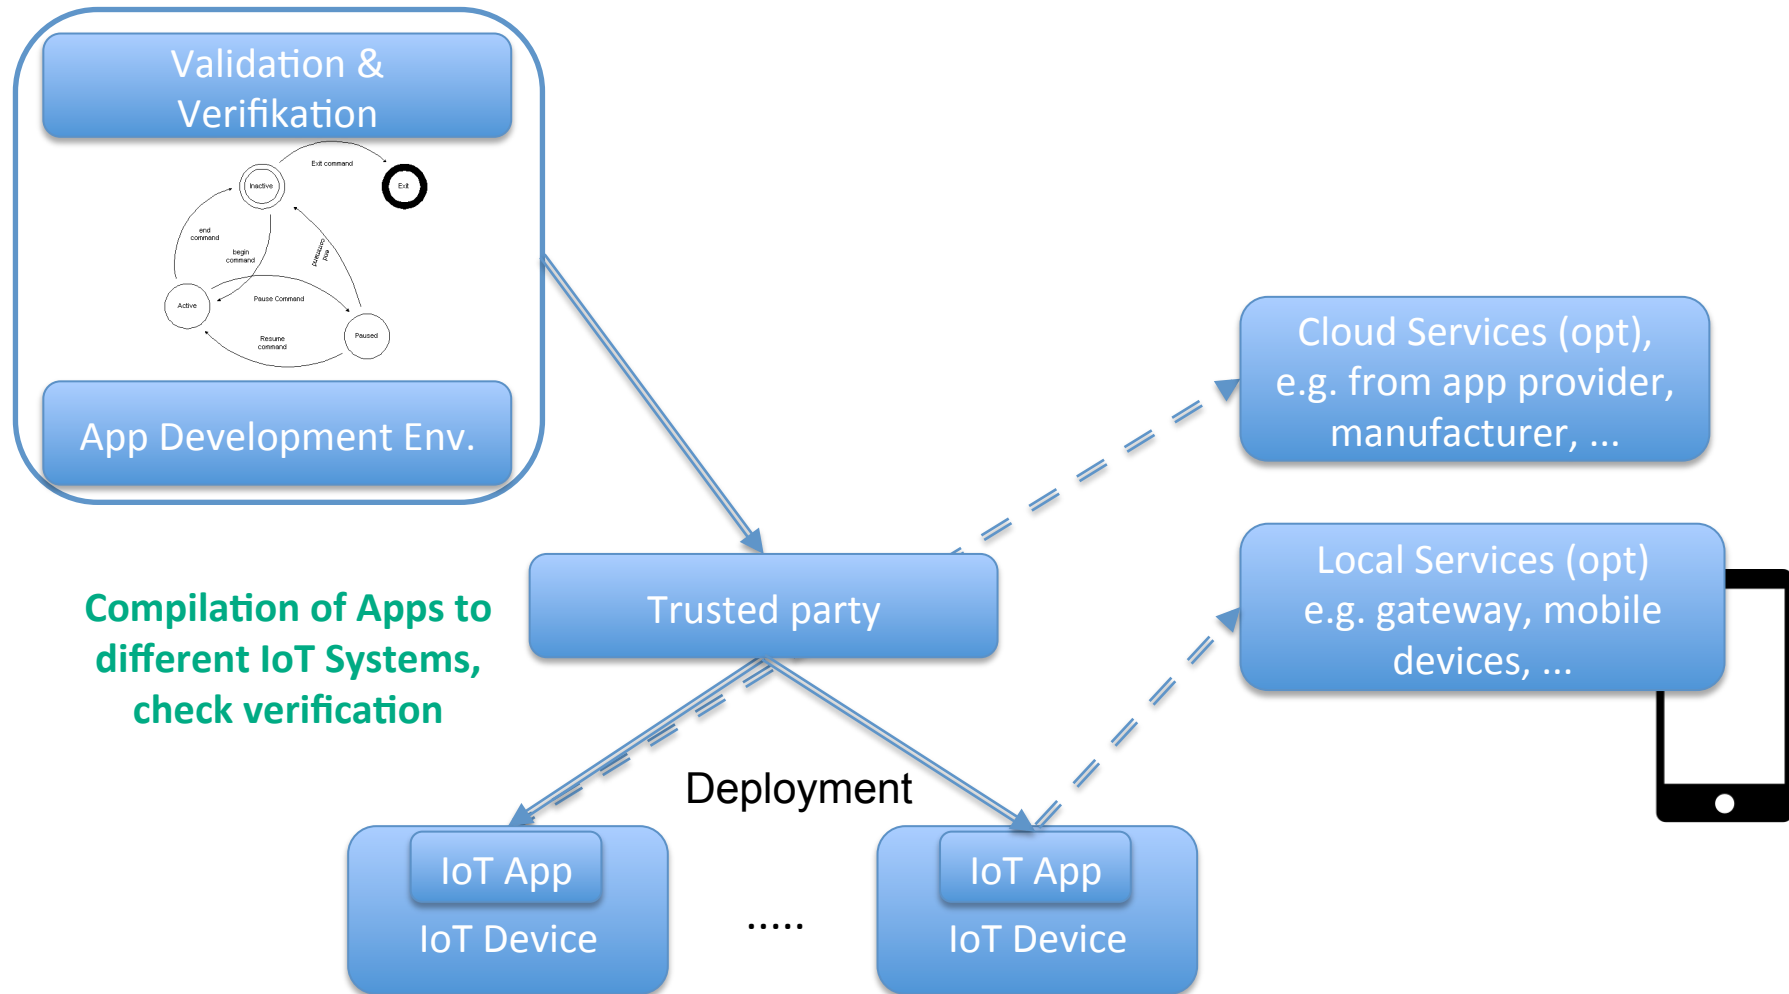 Validation &
Verifikation
Exit command
Inactive
Exit
end
command
begin
command
end
command
Active
Pause Command
Paused
Resume
command
App Development Env.
Cloud Services (opt),
e.g. from app provider,
manufacturer, ...
Local Services (opt)
e.g. gateway, mobile
devices, ...
Trusted party
Compilation of Apps to
different IoT Systems,
check verification
Deployment
IoT App
IoT Device
.....
IoT App
IoT Device